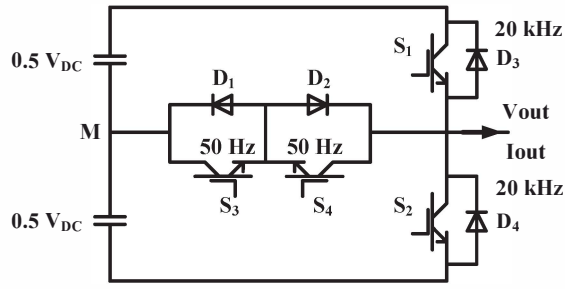 20 kHz
S1
D3
0.5 VDC
D1
D2
Vout
M
50 Hz
50 Hz
Iout
20 kHz
S3
S4
S2
D4
0.5 VDC